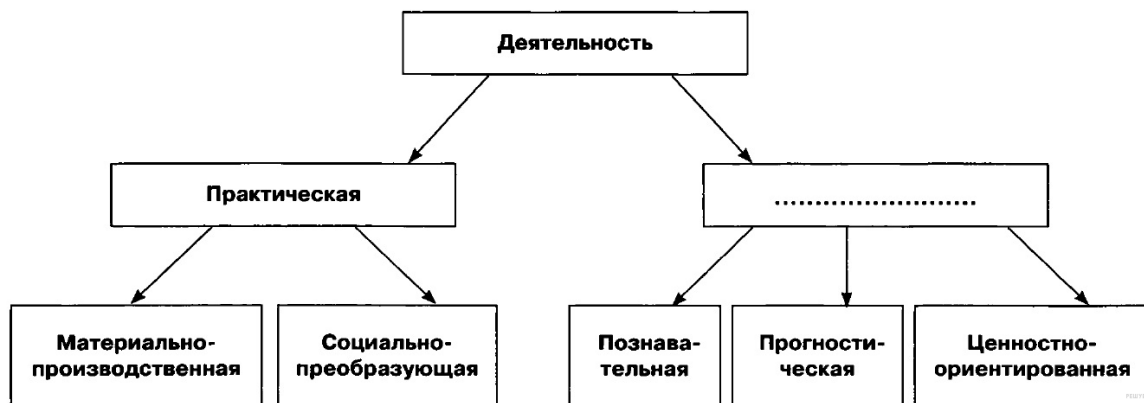 Деятельность
Практическая
..........................
Материально-
производственная
Социально-
преобразующая
Познава-
тельная
Прогности-
ческая
Ценностно-
ориентированная